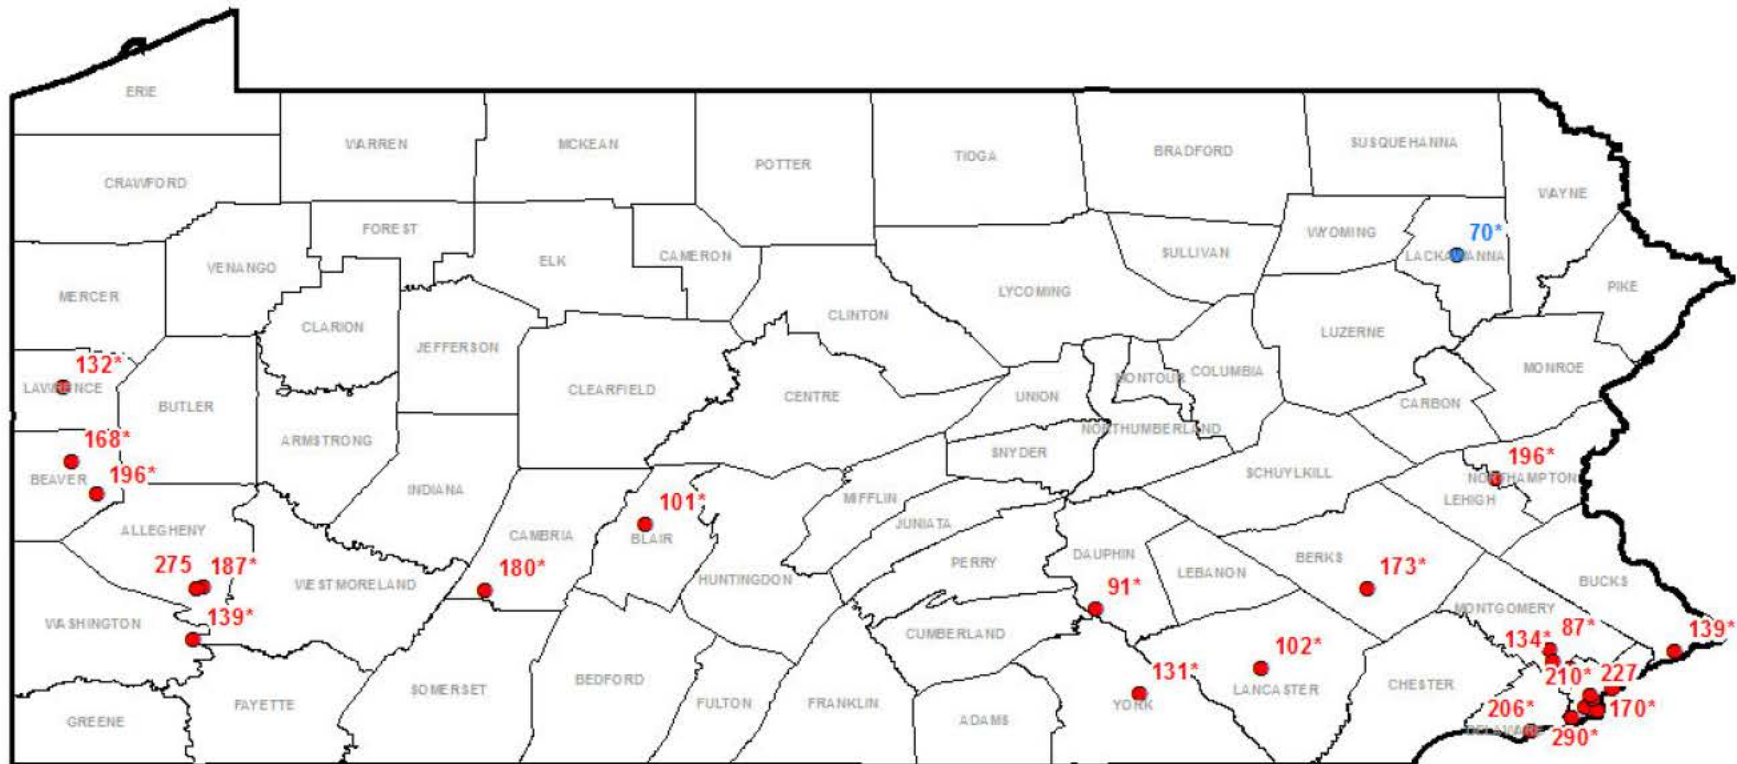 ERIE
WARREN
MCKEAN
POTTER
TIOGA
BRADFORD
SUSQUEHANNA
CRAWFORD
WAYNE
FOREST
70*
WYOMING
VENANGO
ELK
CAMERON
SULLIVAN
LACKAWANNA
MERCER
LYCOMING
PIKE
CLARION
CLINTON
LUZERNE
JEFFERSON
132*
LAWRENCE
MONROE
MONTOUR
COLUMBIA
CLEARFIELD
CENTRE
UNION
CARBON
BUTLER
168*
ARMSTRONG
NORTHUMBERLAND
SNYDER
196*
BEAVER
196*
SCHUYLKILL
NORTHAMPTON
INDIANA
MIFFLIN
LEHIGH
101*
ALLEGHENY
CAMBRIA
BLAIR
JUNIATA
DAUPHIN
BERKS
275
187*
180*
PERRY
LEBANON
173*
WESTMORELAND
HUNTINGDON
BUCKS
91*
139*
WASHINGTON
CUMBERLAND
MONTGOMERY
134*
87*
139*
102*
131*
210*
227
SOMERSET
BEDFORD
LANCASTER
CHESTER
FAYETTE
FULTON
FRANKLIN
YORK
206*
170*
GREENE
ADAMS
DELAWARE
290*